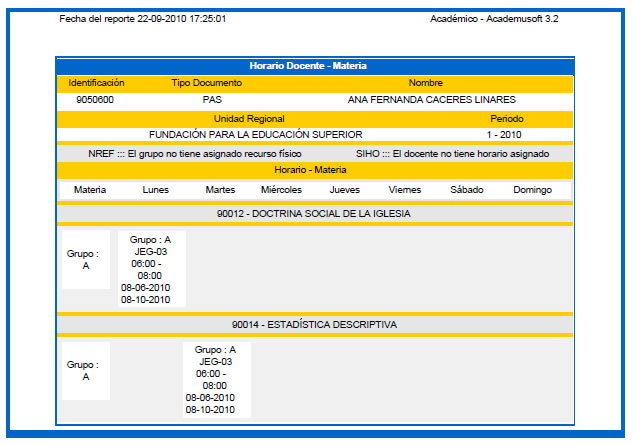 Fecha del reporte 22-09-2010 17:25:01 Académico - Academusoft 3.2
Horario Docente - Materia
Identificación Tipo Documento Nombre
9050600 PAS ANA FERNANDA CACERES LINARES
Unidad Regional Periodo
FUNDACIÓN PARA LA EDUCACIÓN SUPERIOR 1 - 2010
NREF ::: El grupo no tiene asignado recurso físico SIHO ::: El docente no tiene horario asignado
Horario - Materia
Materia Lunes Martes Miércoles Jueves Viernes Sábado Domingo
90012 - DOCTRINA SOCIAL DE LA IGLESIA
Grupo :
A
Grupo : A
JEG-03
06:00 -
08:00
08-06-2010
08-10-2010
90014 - ESTADÍSTICA DESCRIPTIVA
Grupo :
A
Grupo : A
JEG-03
06:00 -
08:00
08-06-2010
08-10-2010